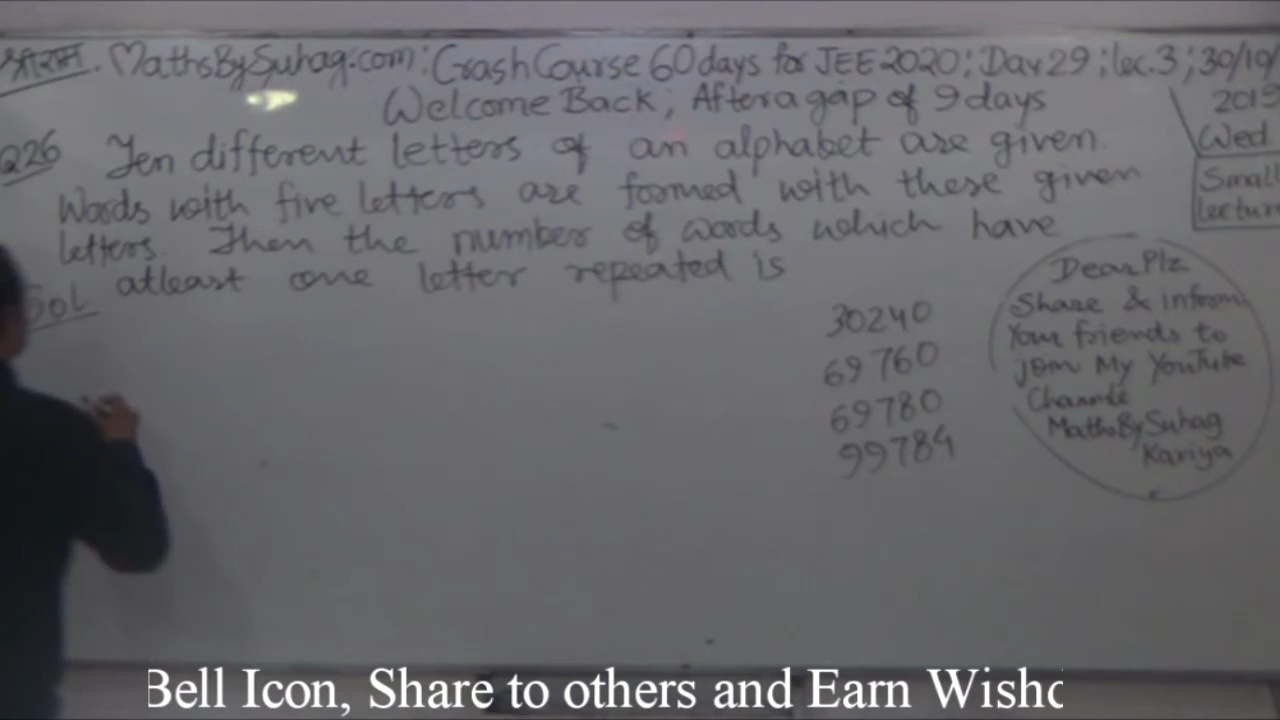 श्रीराम. MathsBySuhag.com: Crash Course 60 days for JEE 2020; Day 29; lec.3; 30/10/
2019
Welcome Back, After a gap of 9 days
Wed
Q26 Ten different letters of an alphabet are given.
Words with five letters are formed with these given
letters. Then the number of words which have
atleast one letter repeated is
Small
Lectur
Sol
30240
69760
69780
99784
Dear Plz
Share & inform
Your friends to
Join My YouTube
Channel
MathsBySuhag
Kariya
Bell Icon, Share to others and Earn Wishc